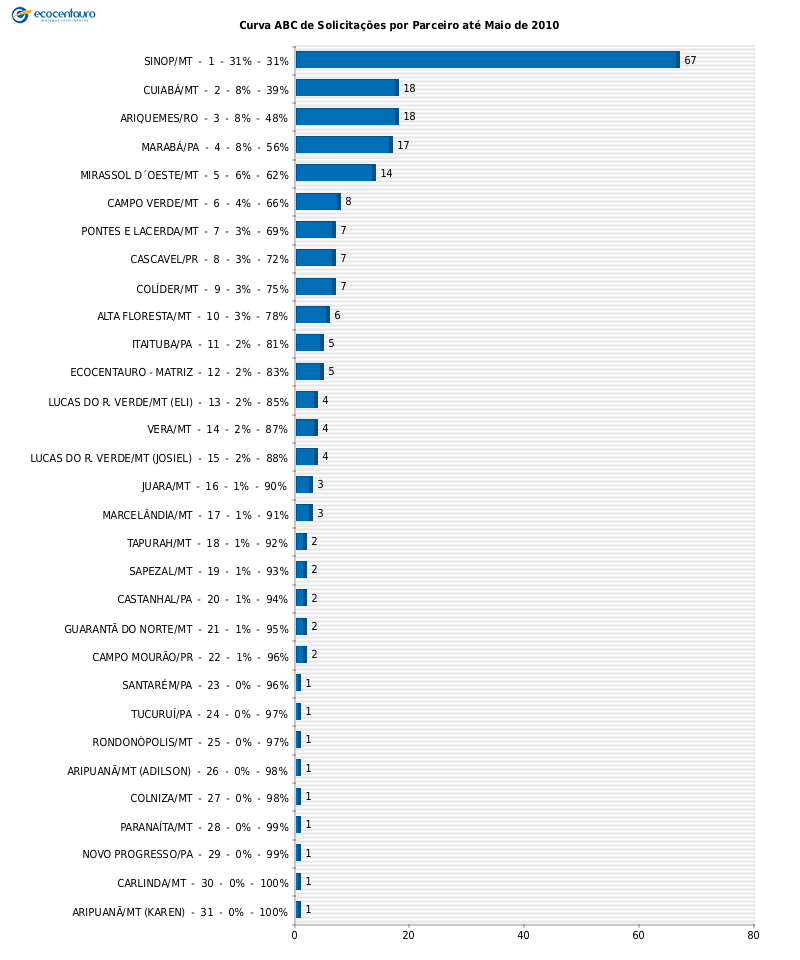 ecocentauro
Curva ABC de Solicitações por Parceiro até Maio de 2010
SINOP/MT - 1 - 31% - 31% 67
CUIABÁ/MT - 2 - 8% - 39% 18
ARIQUEMES/RO - 3 - 8% - 48% 18
MARABÁ/PA - 4 - 8% - 56% 17
MIRASSOL D´OESTE/MT - 5 - 6% - 62% 14
CAMPO VERDE/MT - 6 - 4% - 66% 8
PONTES E LACERDA/MT - 7 - 3% - 69% 7
CASCAVEL/PR - 8 - 3% - 72% 7
COLÍDER/MT - 9 - 3% - 75% 7
ALTA FLORESTA/MT - 10 - 3% - 78% 6
ITAITUBA/PA - 11 - 2% - 81% 5
ECOCENTAURO - MATRIZ - 12 - 2% - 83% 5
LUCAS DO R. VERDE/MT (ELI) - 13 - 2% - 85% 4
VERA/MT - 14 - 2% - 87% 4
LUCAS DO R. VERDE/MT (JOSIEL) - 15 - 2% - 88% 4
JUARA/MT - 16 - 1% - 90% 3
MARCELÂNDIA/MT - 17 - 1% - 91% 3
TAPURAH/MT - 18 - 1% - 92% 2
SAPEZAL/MT - 19 - 1% - 93% 2
CASTANHAL/PA - 20 - 1% - 94% 2
GUARANTÃ DO NORTE/MT - 21 - 1% - 95% 2
CAMPO MOURÃO/PR - 22 - 1% - 96% 2
SANTARÉM/PA - 23 - 0% - 96% 1
TUCURUÍ/PA - 24 - 0% - 97% 1
RONDONÓPOLIS/MT - 25 - 0% - 97% 1
ARIPUANÃ/MT (ADILSON) - 26 - 0% - 98% 1
COLNIZA/MT - 27 - 0% - 98% 1
PARANAÍTA/MT - 28 - 0% - 99% 1
NOVO PROGRESSO/PA - 29 - 0% - 99% 1
CARLINDA/MT - 30 - 0% - 100% 1
ARIPUANÃ/MT (KAREN) - 31 - 0% - 100% 1
0 20 40 60 80